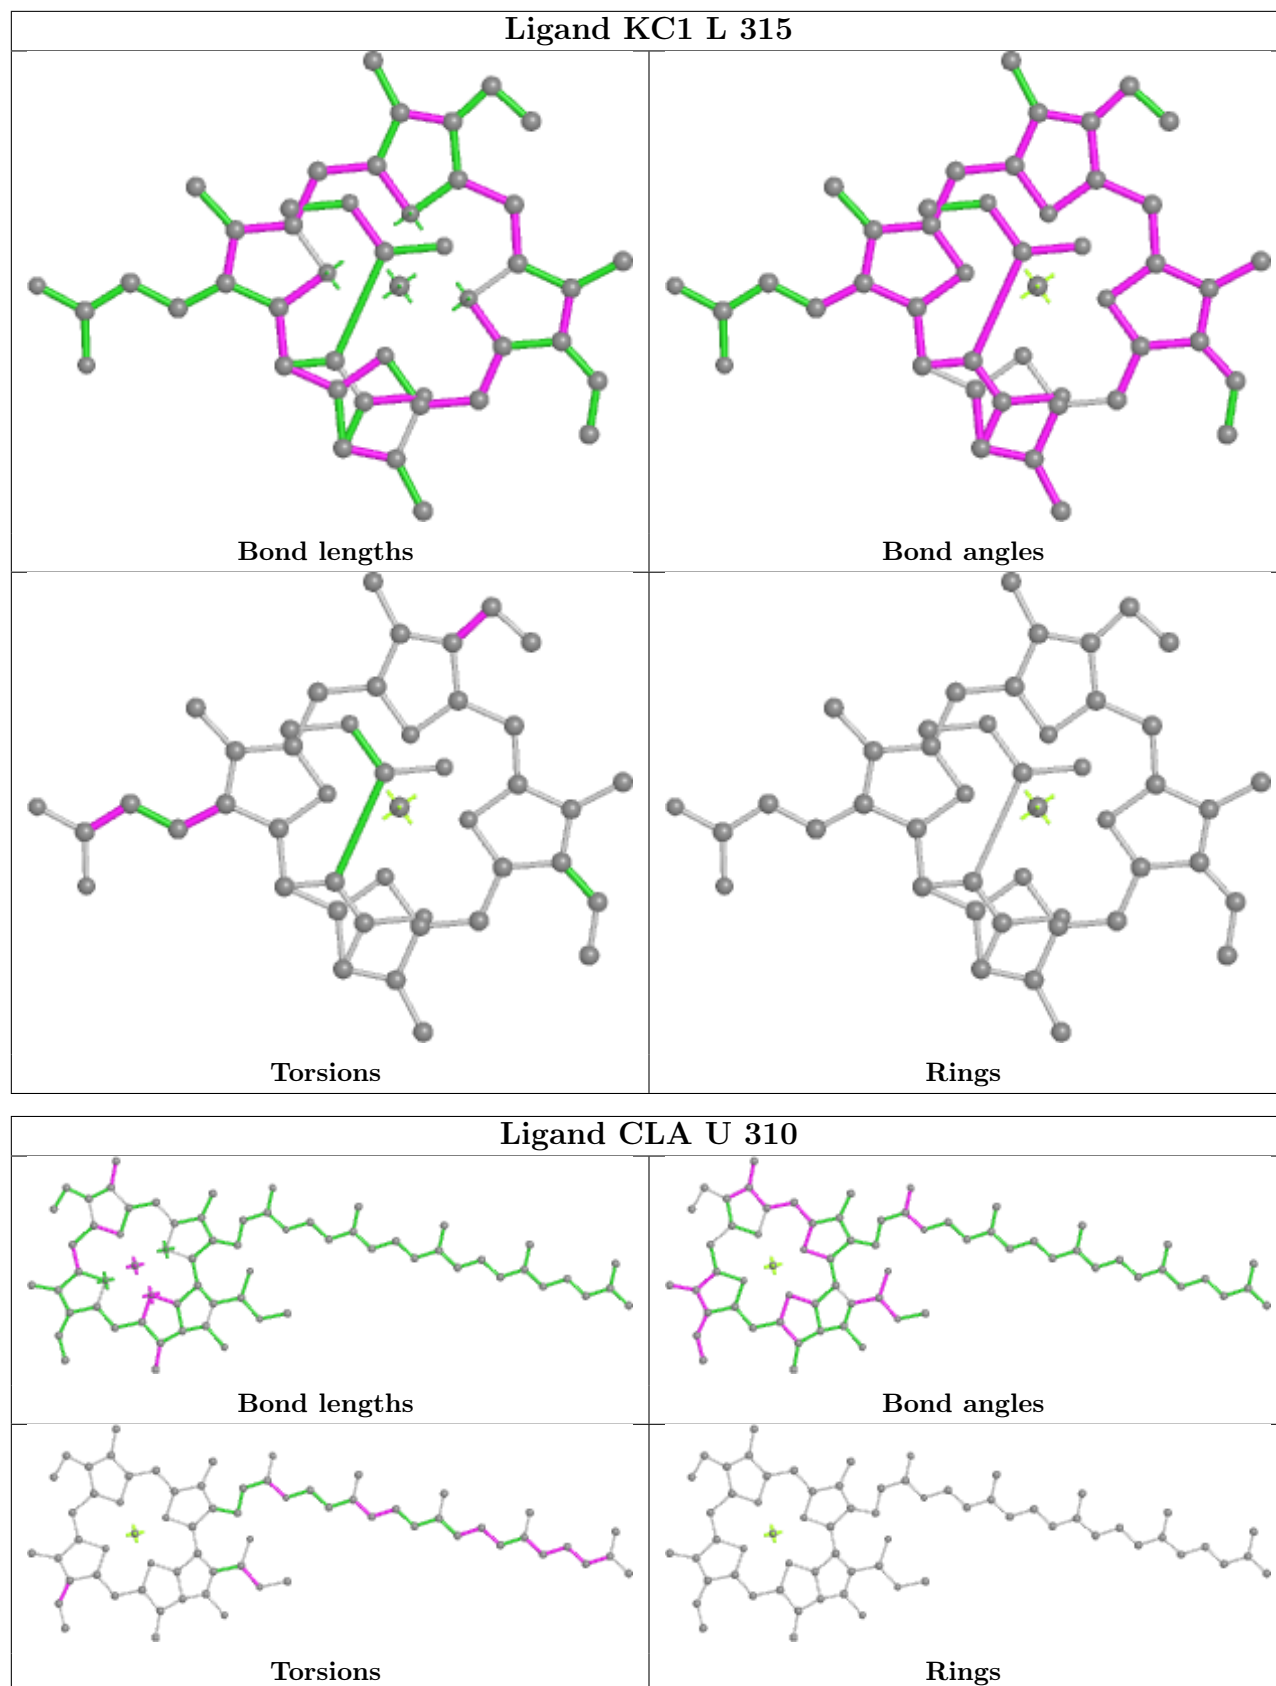 Ligand KC1 L 315
Bond lengths
Bond angles
Torsions
Rings
Ligand CLA U 310
Bond lengths
Bond angles
Torsions
Rings